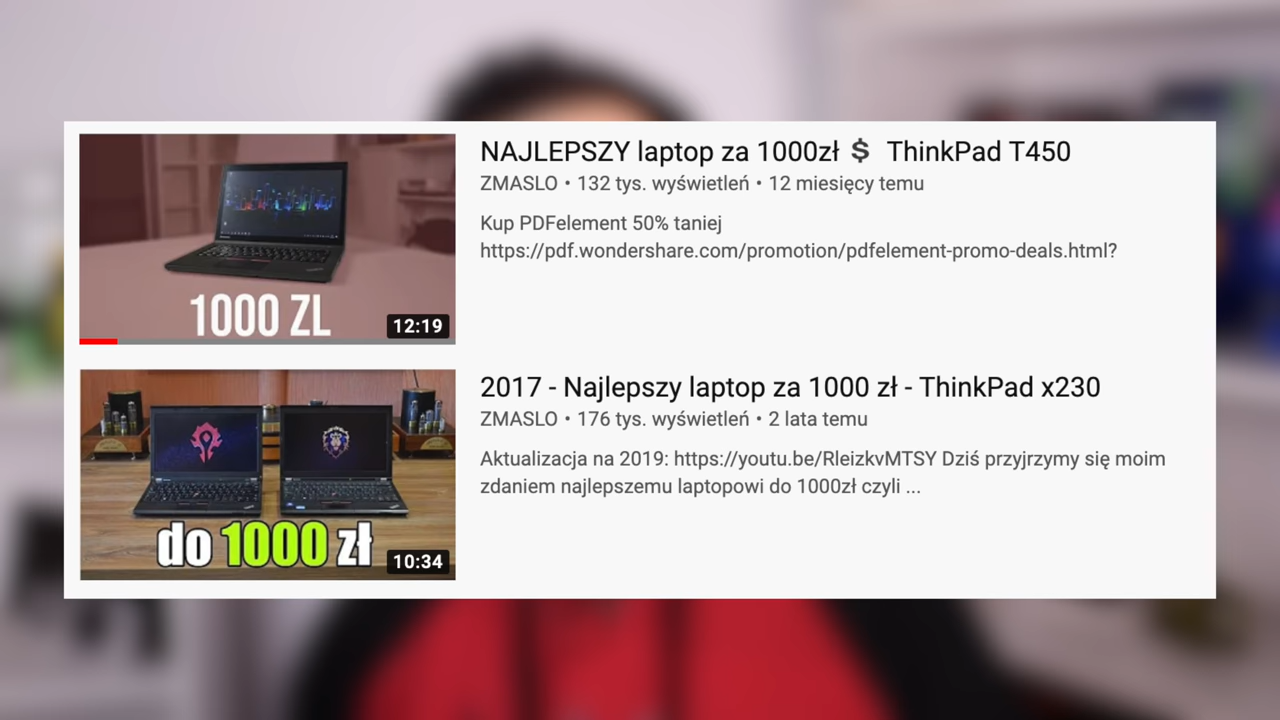 NAJLEPSZY laptop za 1000zł $ ThinkPad T450
ZMASLO • 132 tys. wyświetleń • 12 miesięcy temu
Kup PDFelement 50% taniej
https://pdf.wondershare.com/promotion/pdfelement-promo-deals.html?
1000 ZL
12:19
2017 - Najlepszy laptop za 1000 zł - ThinkPad x230
ZMASLO • 176 tys. wyświetleń • 2 lata temu
Aktualizacja na 2019: https://youtu.be/RleizkvMTSY Dziś przyjrzymy się moim
zdaniem najlepszemu laptopowi do 1000zł czyli ...
do 1000 zł
10:34